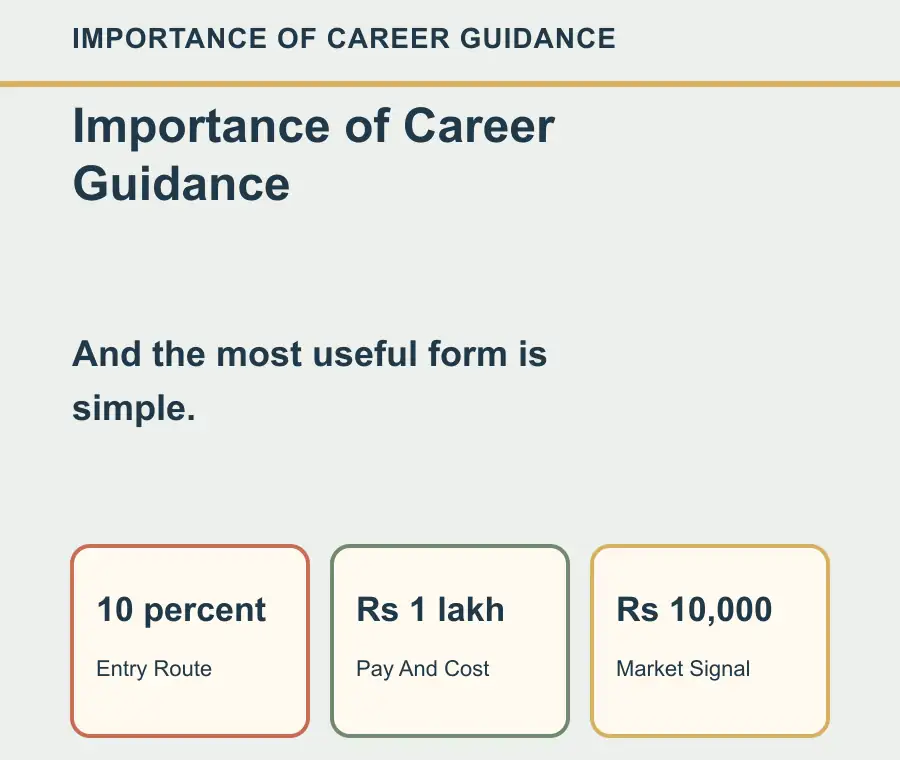 IMPORTANCE OF CAREER GUIDANCE
Importance of Career
Guidance
And the most useful form is
simple.
10 percent
Entry Route
Rs 1 lakh
Pay And Cost
Rs 10,000
Market Signal